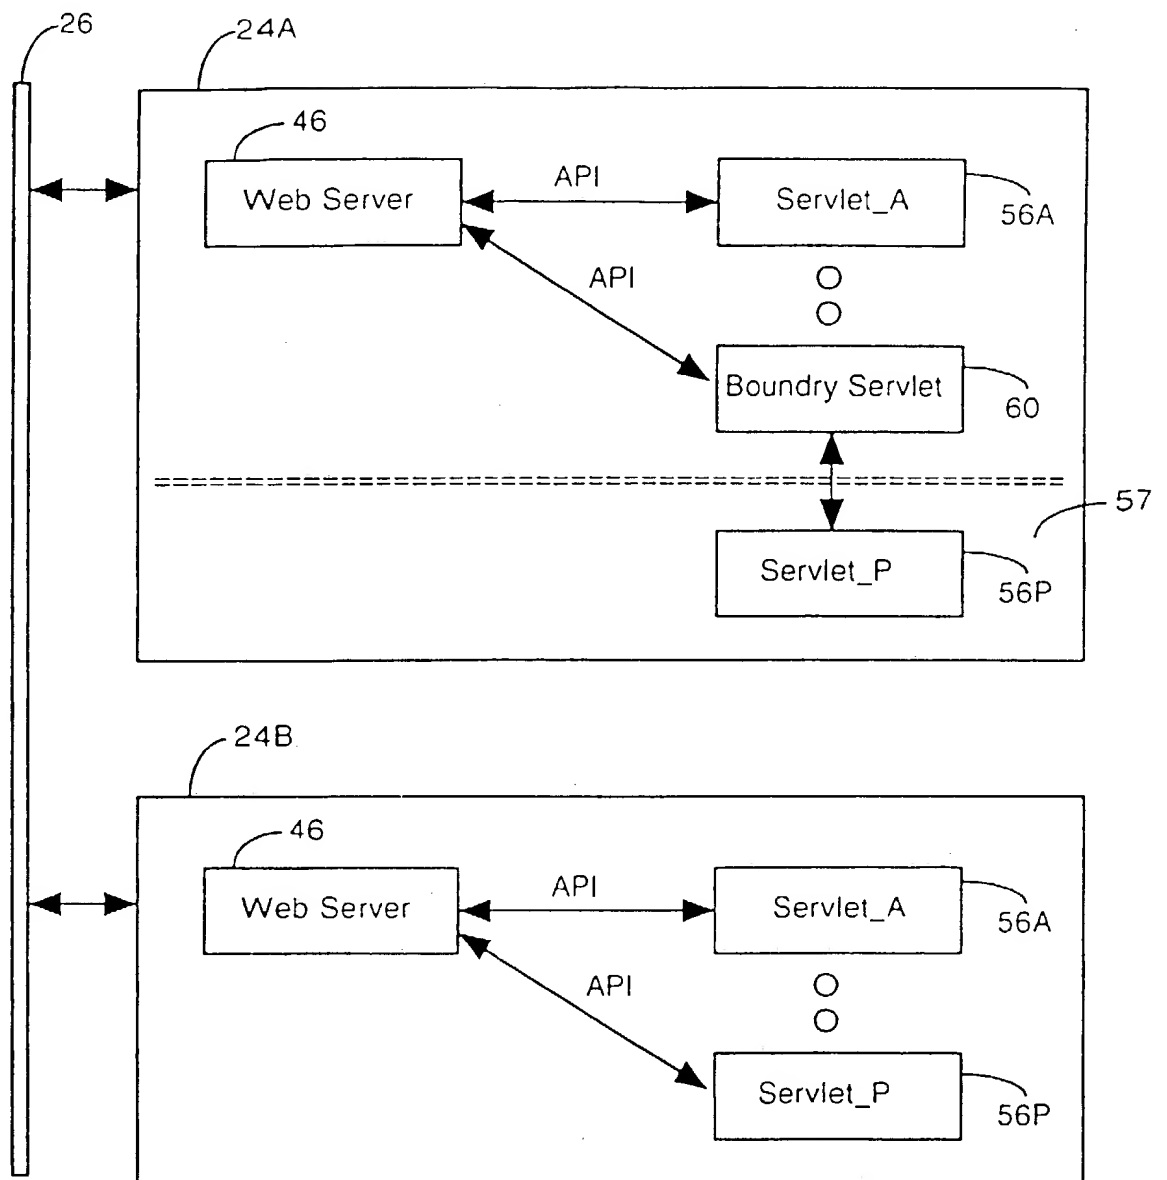 26
24A
46
Web Server
API
Servlet_A
56A
API
Boundry Servlet
60
57
Servlet_P
56P
24B
46
Web Server
API
Servlet_A
56A
API
Servlet_P
56P